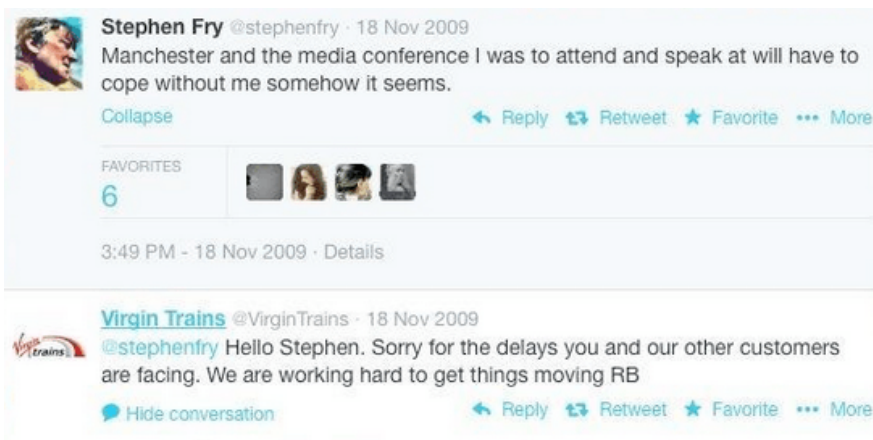 Stephen Fry @stephenfry · 18 Nov 2009
Manchester and the media conference I was to attend and speak at will have to
cope without me somehow it seems.
Collapse
Reply Retweet Favorite More
FAVORITES
6
3:49 PM - 18 Nov 2009 · Details
Virgin Trains @VirginTrains · 18 Nov 2009
Virgin
trains
@stephenfry Hello Stephen. Sorry for the delays you and our other customers
are facing. We are working hard to get things moving RB
Hide conversation
Reply Retweet Favorite More